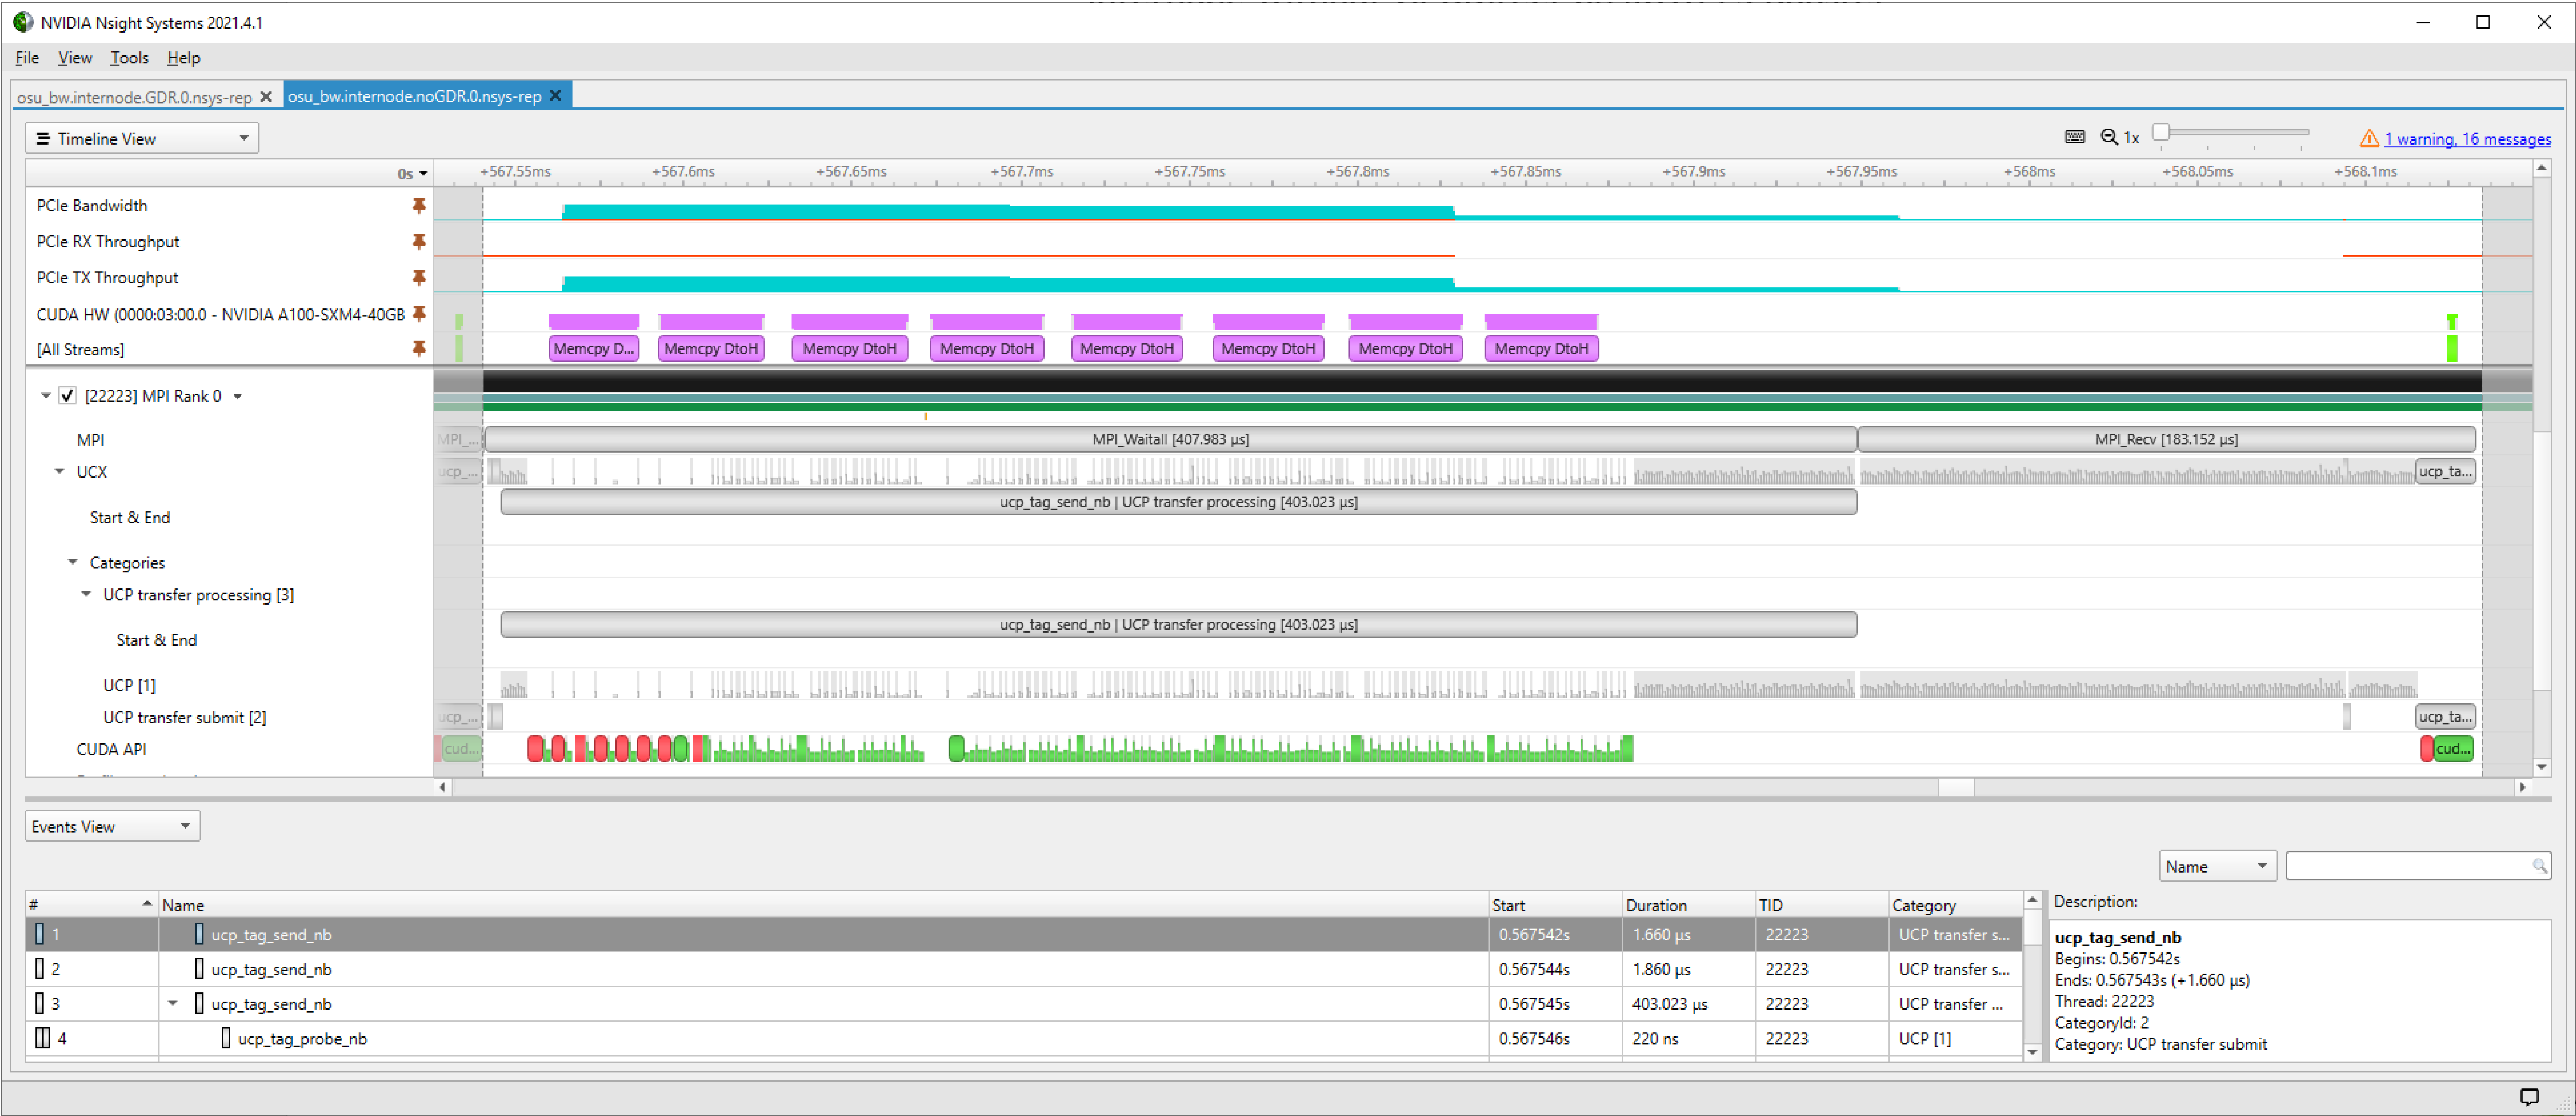 NVIDIA Nsight Systems 2021.4.1
File View Tools Help
osu_bw.internode.GDR.0.nsys-rep osu_bw.internode.noGDR.0.nsys-rep
Timeline View 1x 1 warning, 16 messages
0s +567.55ms +567.6ms +567.65ms +567.7ms +567.75ms +567.8ms +567.85ms +567.9ms +567.95ms +568ms +568.05ms +568.1ms
PCIe Bandwidth
PCIe RX Throughput
PCIe TX Throughput
CUDA HW (0000:03:00.0 - NVIDIA A100-SXM4-40GB
[All Streams] Memcpy D... Memcpy DtoH Memcpy DtoH Memcpy DtoH Memcpy DtoH Memcpy DtoH Memcpy DtoH Memcpy DtoH
[22223] MPI Rank 0
MPI MPI_... MPI_Waitall [407.983 µs] MPI_Recv [183.152 µs]
UCX ucp_... ucp_ta...
ucp_tag_send_nb | UCP transfer processing [403.023 µs]
Start & End
Categories
UCP transfer processing [3]
ucp_tag_send_nb | UCP transfer processing [403.023 µs]
Start & End
UCP [1]
UCP transfer submit [2] ucp_... ucp_ta...
CUDA API cud... cud...
Events View
Name
# Name Start Duration TID Category
1 ucp_tag_send_nb 0.567542s 1.660 µs 22223 UCP transfer s...
2 ucp_tag_send_nb 0.567544s 1.860 µs 22223 UCP transfer s...
3 ucp_tag_send_nb 0.567545s 403.023 µs 22223 UCP transfer ...
4 ucp_tag_probe_nb 0.567546s 220 ns 22223 UCP [1]
Description:
ucp_tag_send_nb
Begins: 0.567542s
Ends: 0.567543s (+1.660 µs)
Thread: 22223
CategoryId: 2
Category: UCP transfer submit